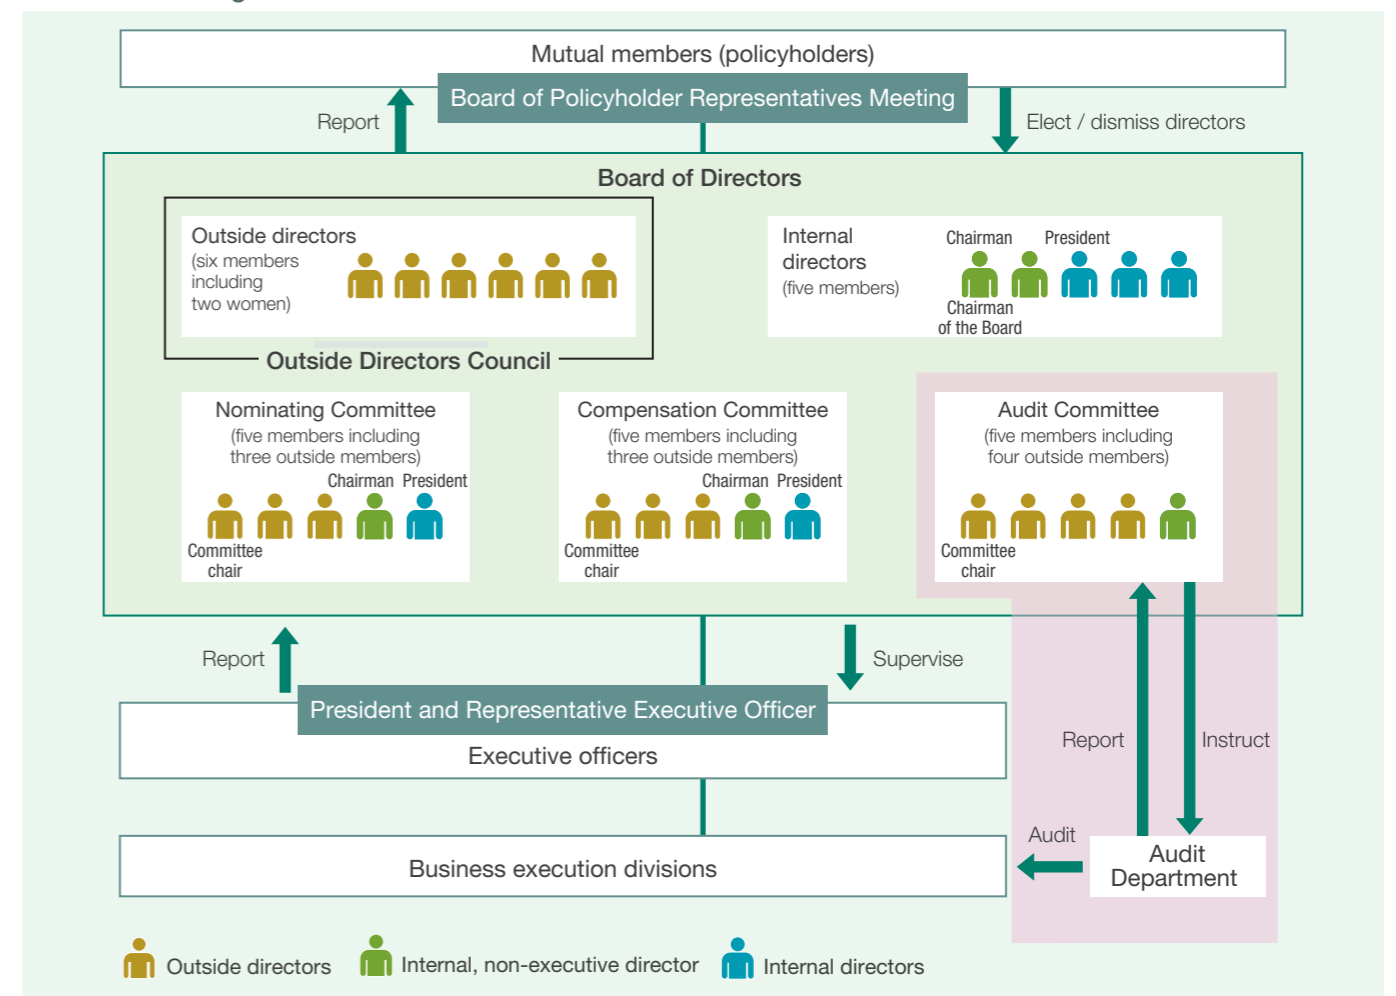 Mutual members (policyholders)
Board of Policyholder Representatives Meeting
Report
Elect / dismiss directors
Board of Directors
Outside directors
(six members
including
two women)
Outside Directors Council
Internal
directors
(five members)
Chairman
President
Chairman
of the Board
Nominating Committee
(five members including
three outside members)
Chairman President
Committee
chair
Compensation Committee
(five members including
three outside members)
Chairman President
Committee
chair
Audit Committee
(five members including
four outside members)
Committee
chair
Report
Supervise
President and Representative Executive Officer
Executive officers
Report
Instruct
Business execution divisions
Audit
Audit
Department
Outside directors
Internal, non-executive director
Internal directors